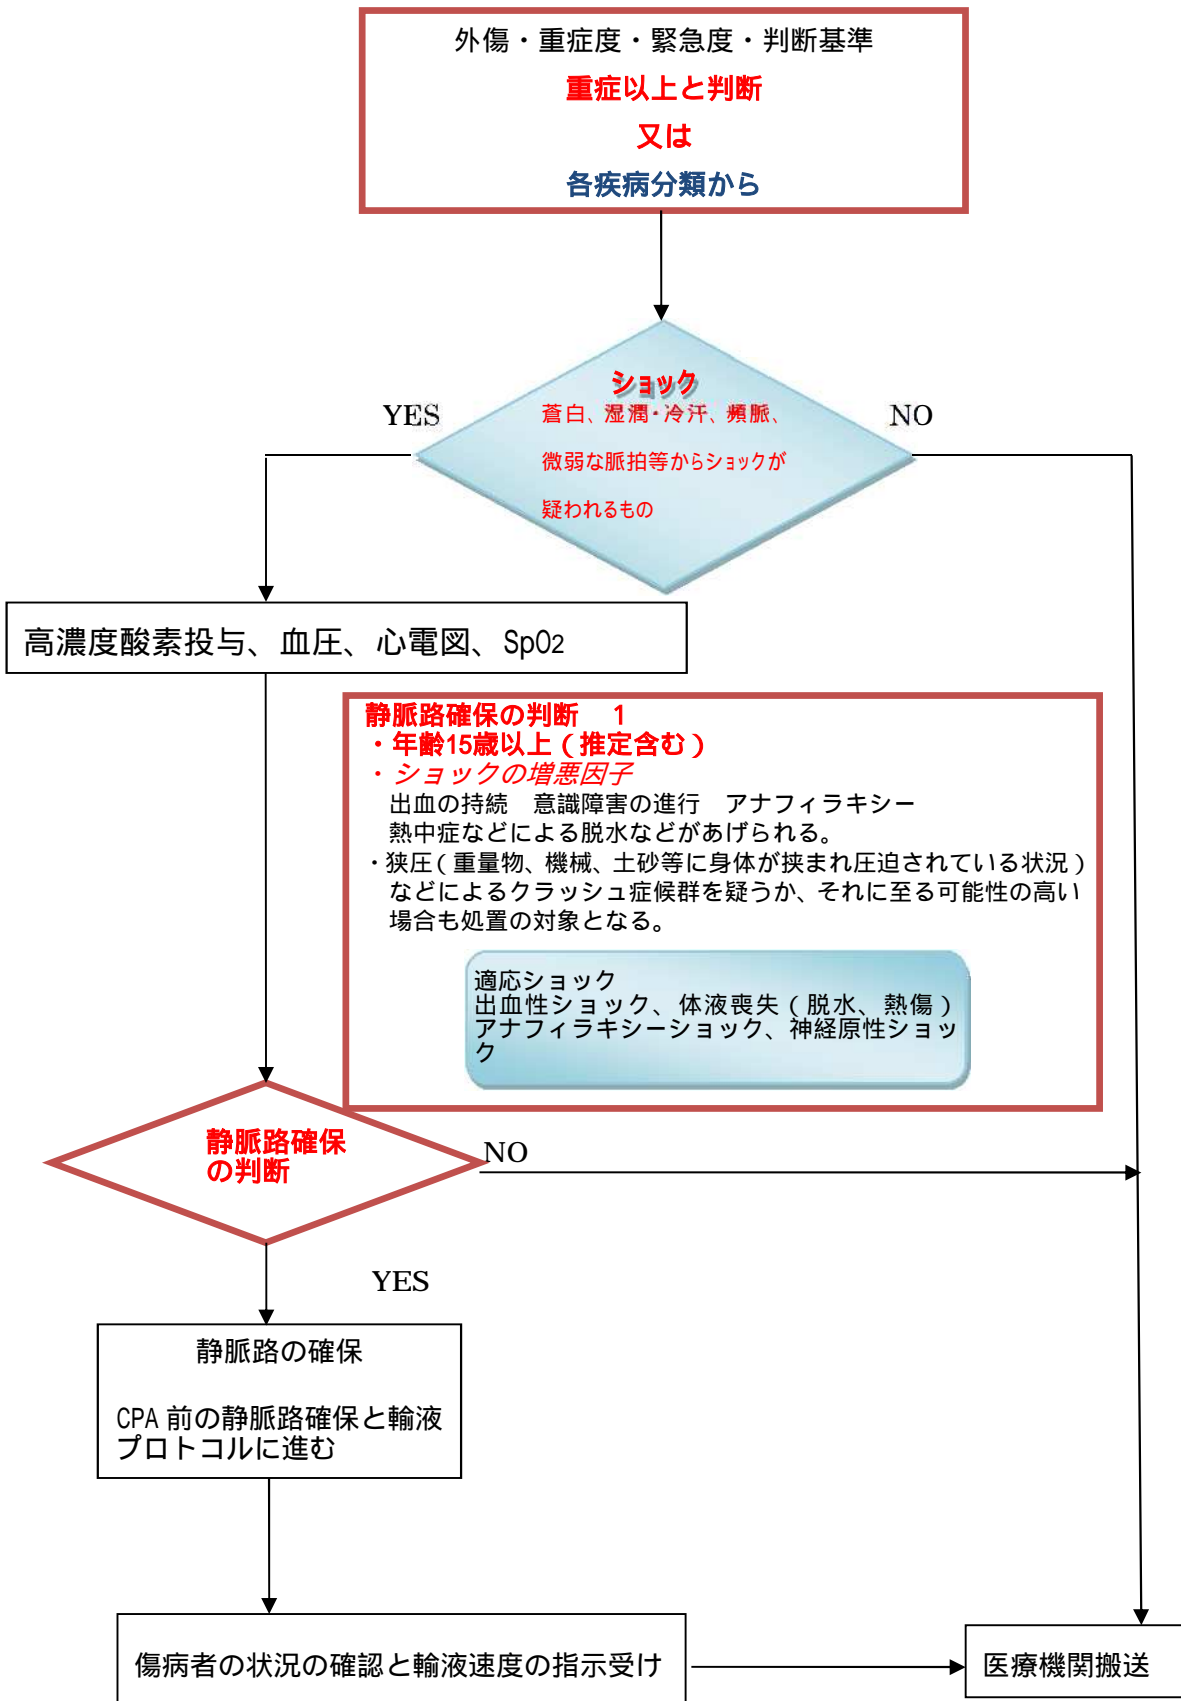 外傷・重症度・緊急度・判断基準
重症以上と判断
又は
各疾病分類から
ショック
YES
蒼白、湿潤・冷汗、頻脈、
NO
微弱な脈拍等からショックが
疑われるもの
高濃度酸素投与、血圧、心電図、SpO2
静脈路確保の判断　1
・年齢15歳以上（推定含む）
・ショックの増悪因子
出血の持続　意識障害の進行　アナフィラキシー
熱中症などによる脱水などがあげられる。
・狭圧（重量物、機械、土砂等に身体が挟まれ圧迫されている状況）
などによるクラッシュ症候群を疑うか、それに至る可能性の高い
場合も処置の対象となる。
適応ショック
出血性ショック、体液喪失（脱水、熱傷）
アナフィラキシーショック、神経原性ショッ
ク
静脈路確保
の判断
NO
YES
静脈路の確保
CPA 前の静脈路確保と輸液
プロトコルに進む
傷病者の状況の確認と輸液速度の指示受け
医療機関搬送